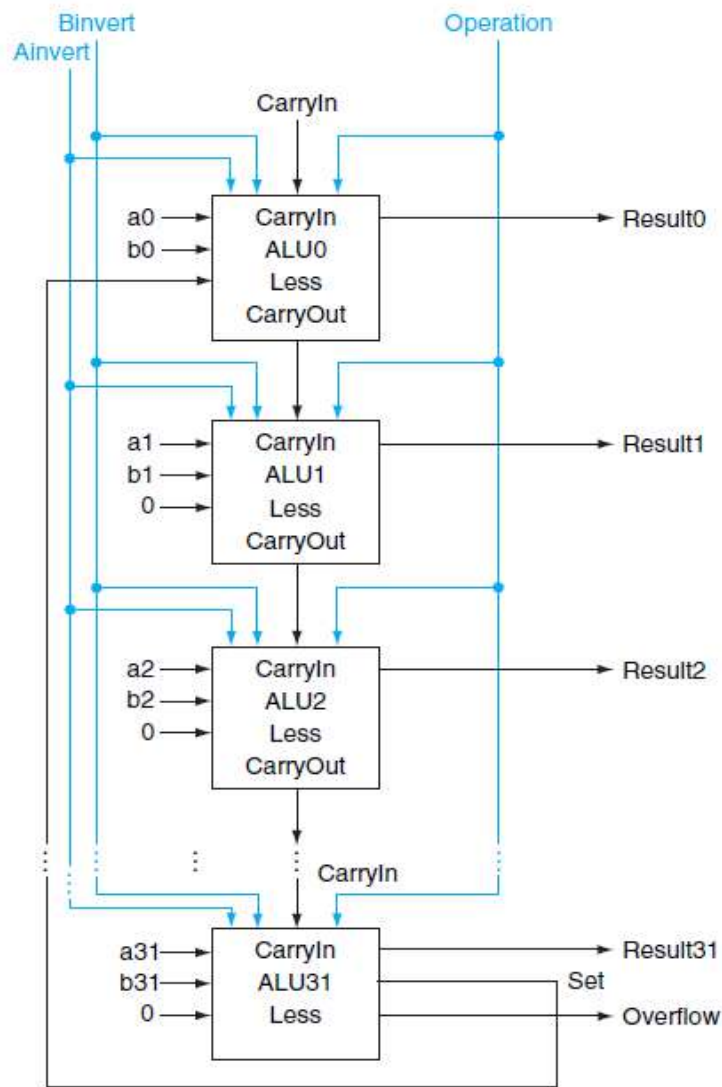 Binvert
Operation
Ainvert
CarryIn
a0
CarryIn
Result0
b0
ALU0
Less
CarryOut
a1
CarryIn
Result1
b1
ALU1
0
Less
CarryOut
a2
CarryIn
Result2
b2
ALU2
0
Less
CarryOut
CarryIn
a31
CarryIn
Result31
b31
ALU31
Set
0
Less
Overflow